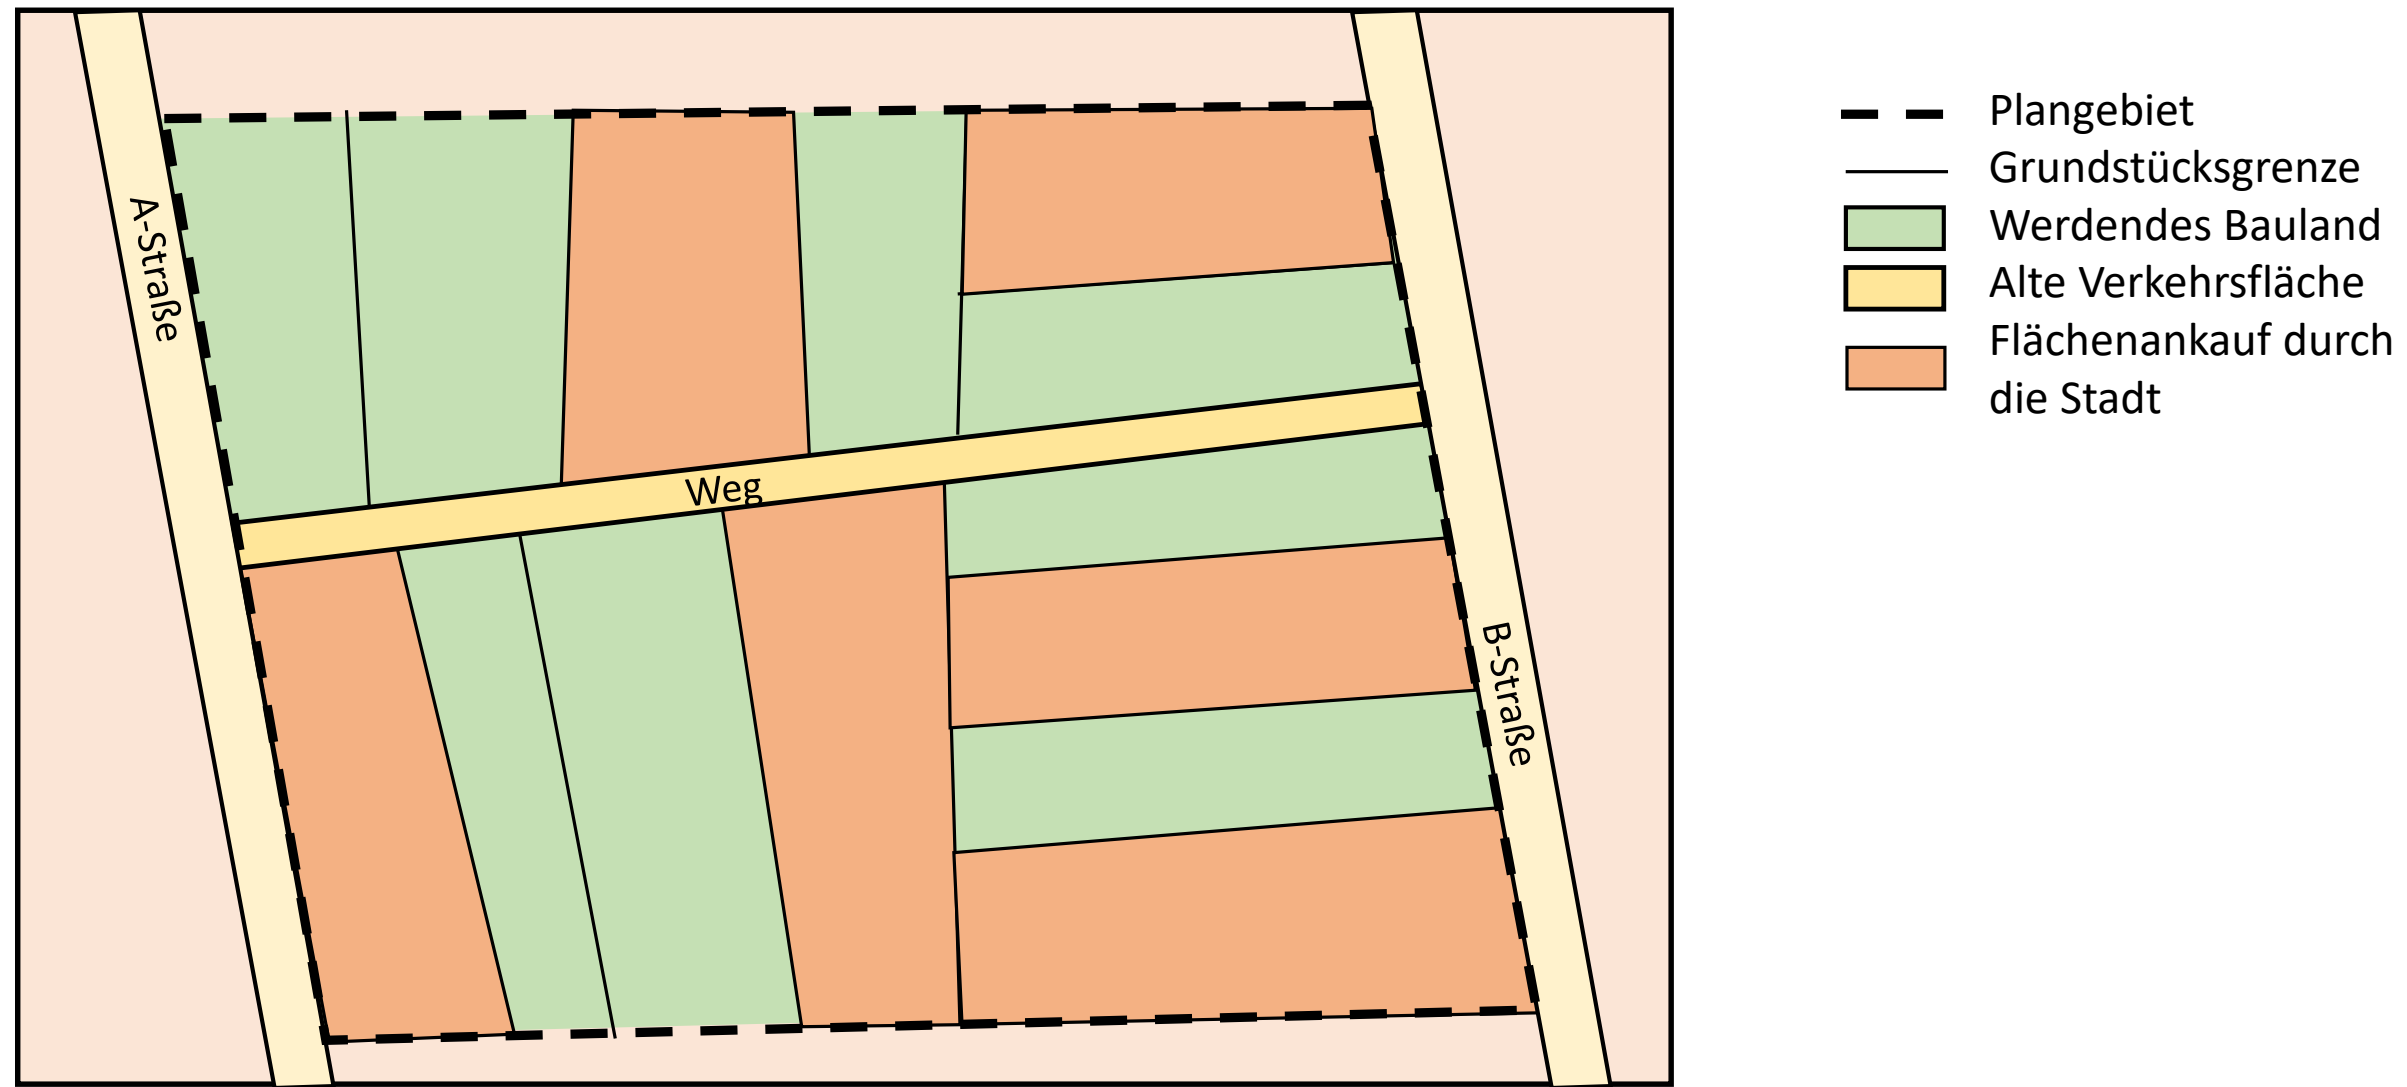 A-Straße
Weg
B-Straße
Plangebiet
Grundstücksgrenze
Werdendes Bauland
Alte Verkehrsfläche
Flächenankauf durch
die Stadt